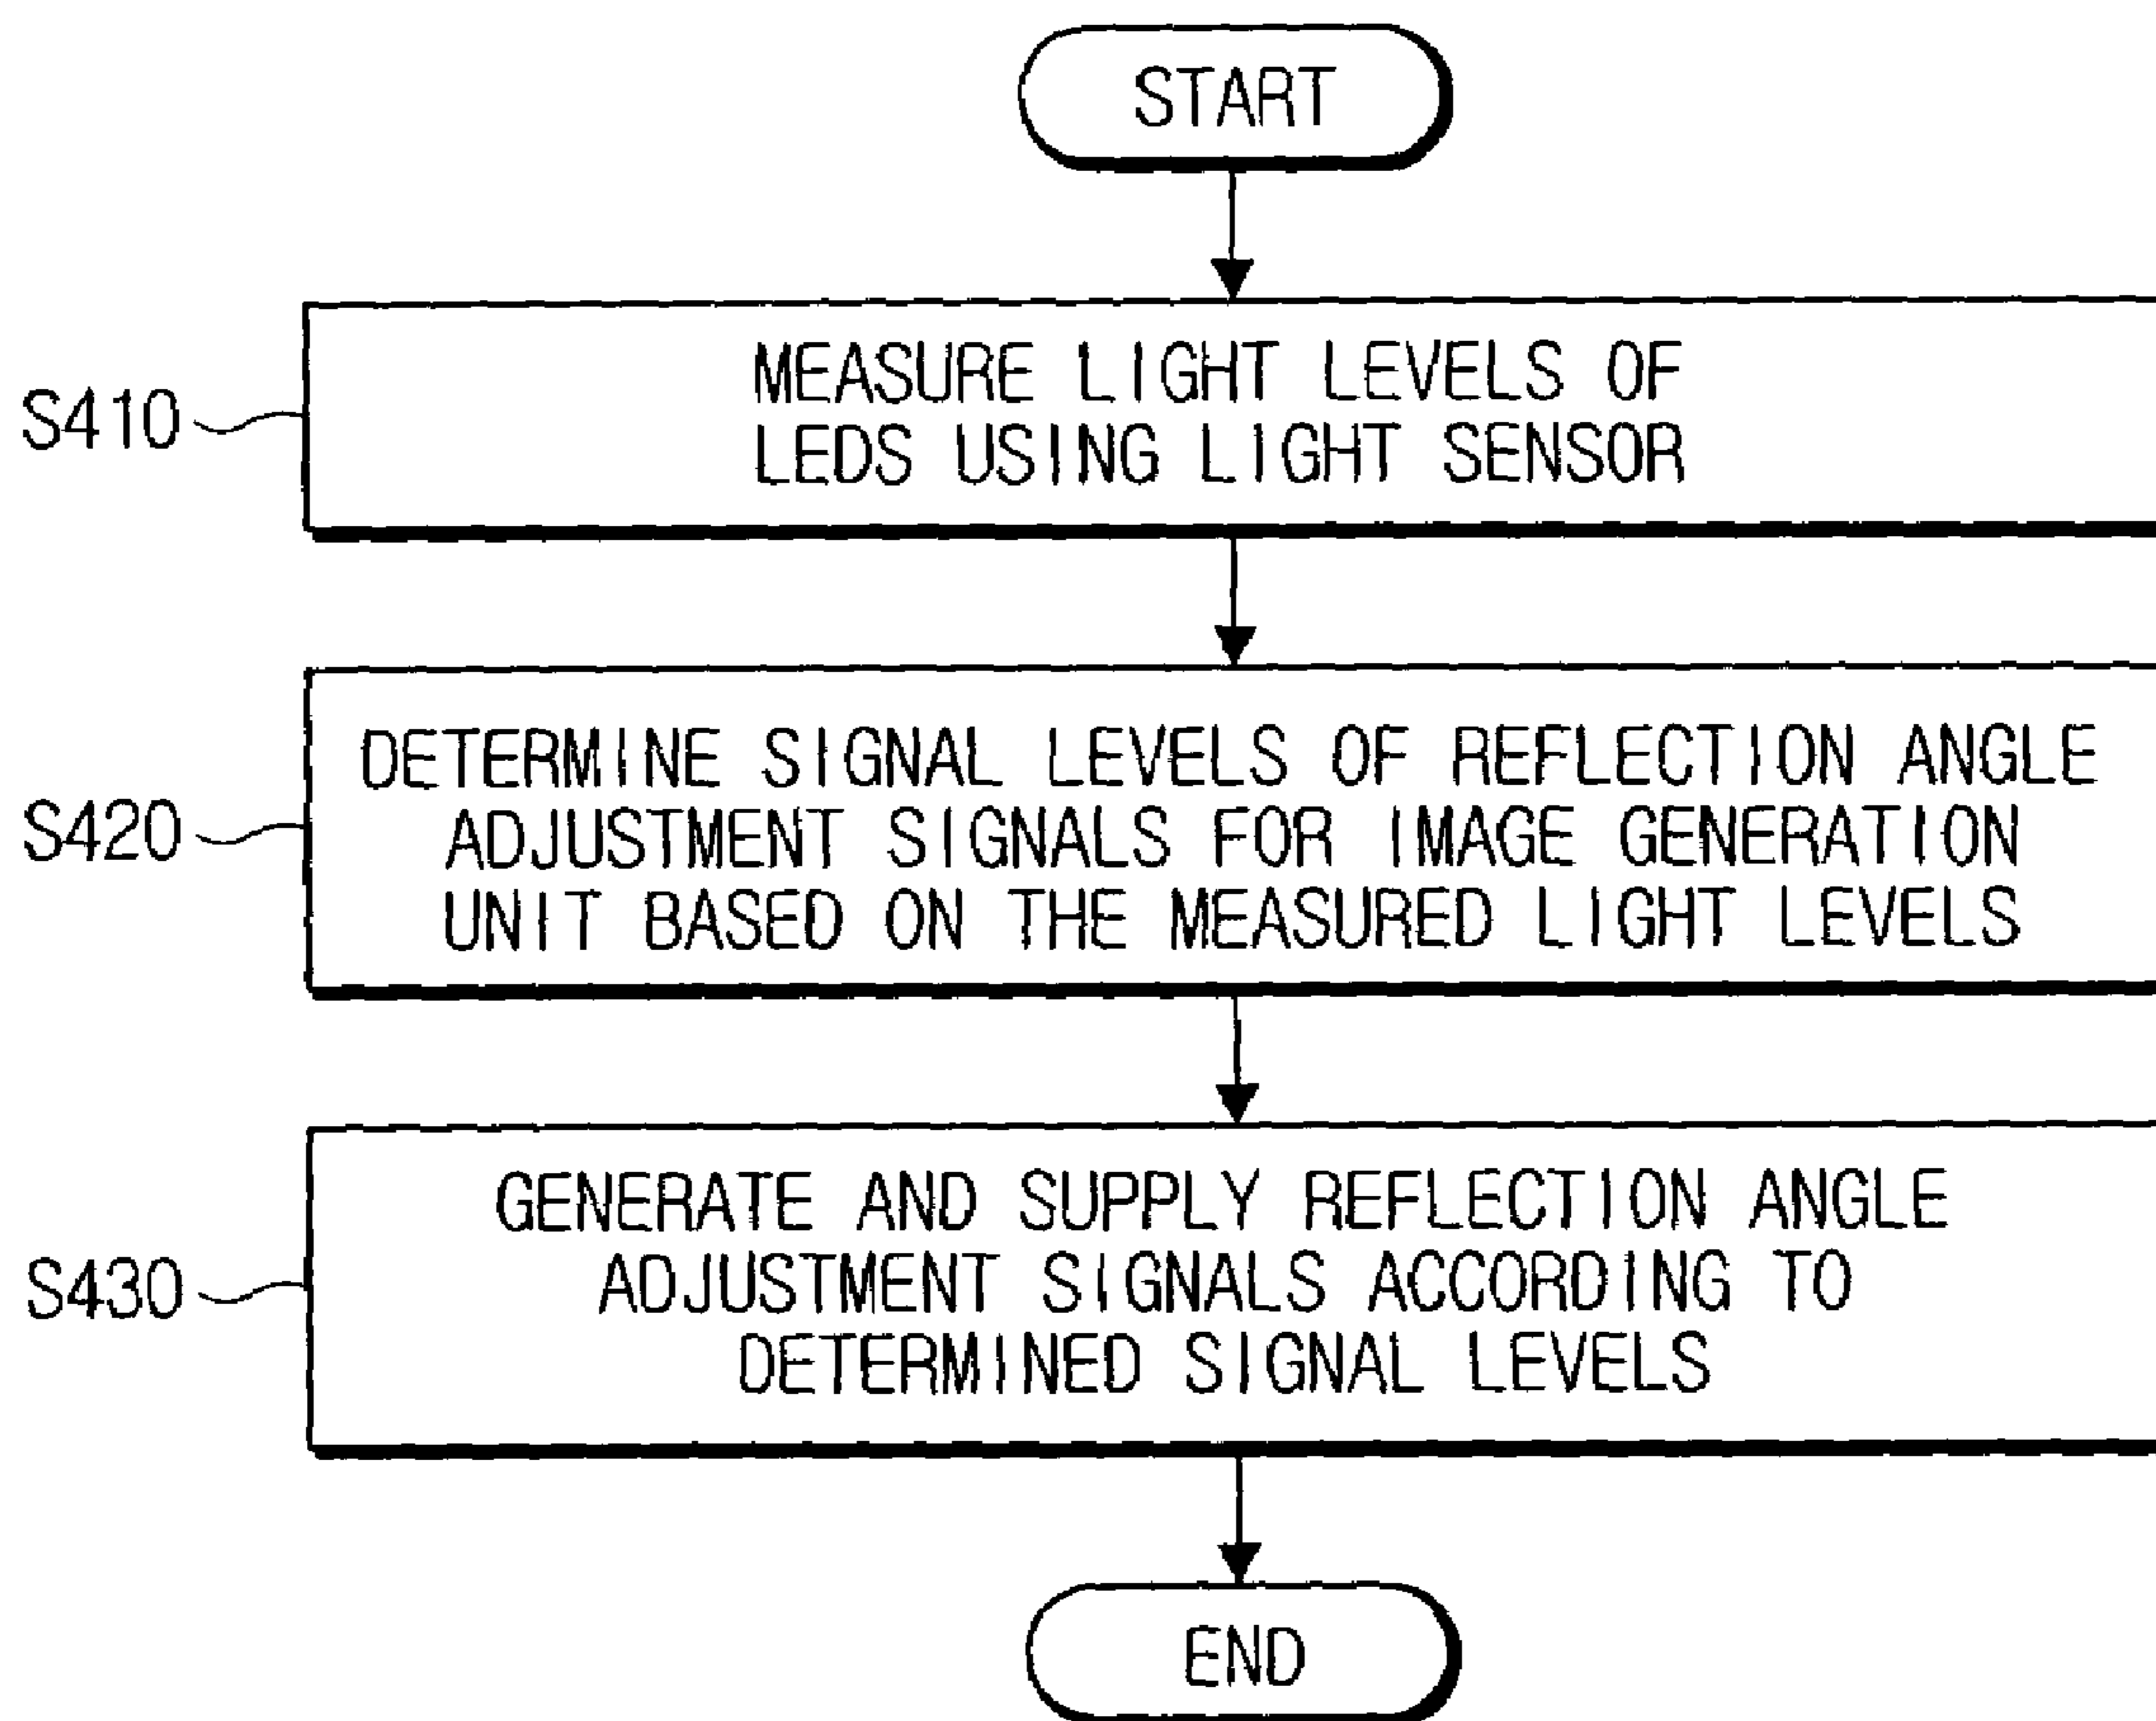 START
MEASURE LIGHT LEVELS OF
LEDS USING LIGHT SENSOR
S410
DETERMINE SIGNAL LEVELS OF REFLECTION ANGLE
ADJUSTMENT SIGNALS FOR IMAGE GENERATION
UNIT BASED ON THE MEASURED LIGHT LEVELS
S420
GENERATE AND SUPPLY REFLECTION ANGLE
ADJUSTMENT SIGNALS ACCORDING TO
DETERMINED SIGNAL LEVELS
S430
END